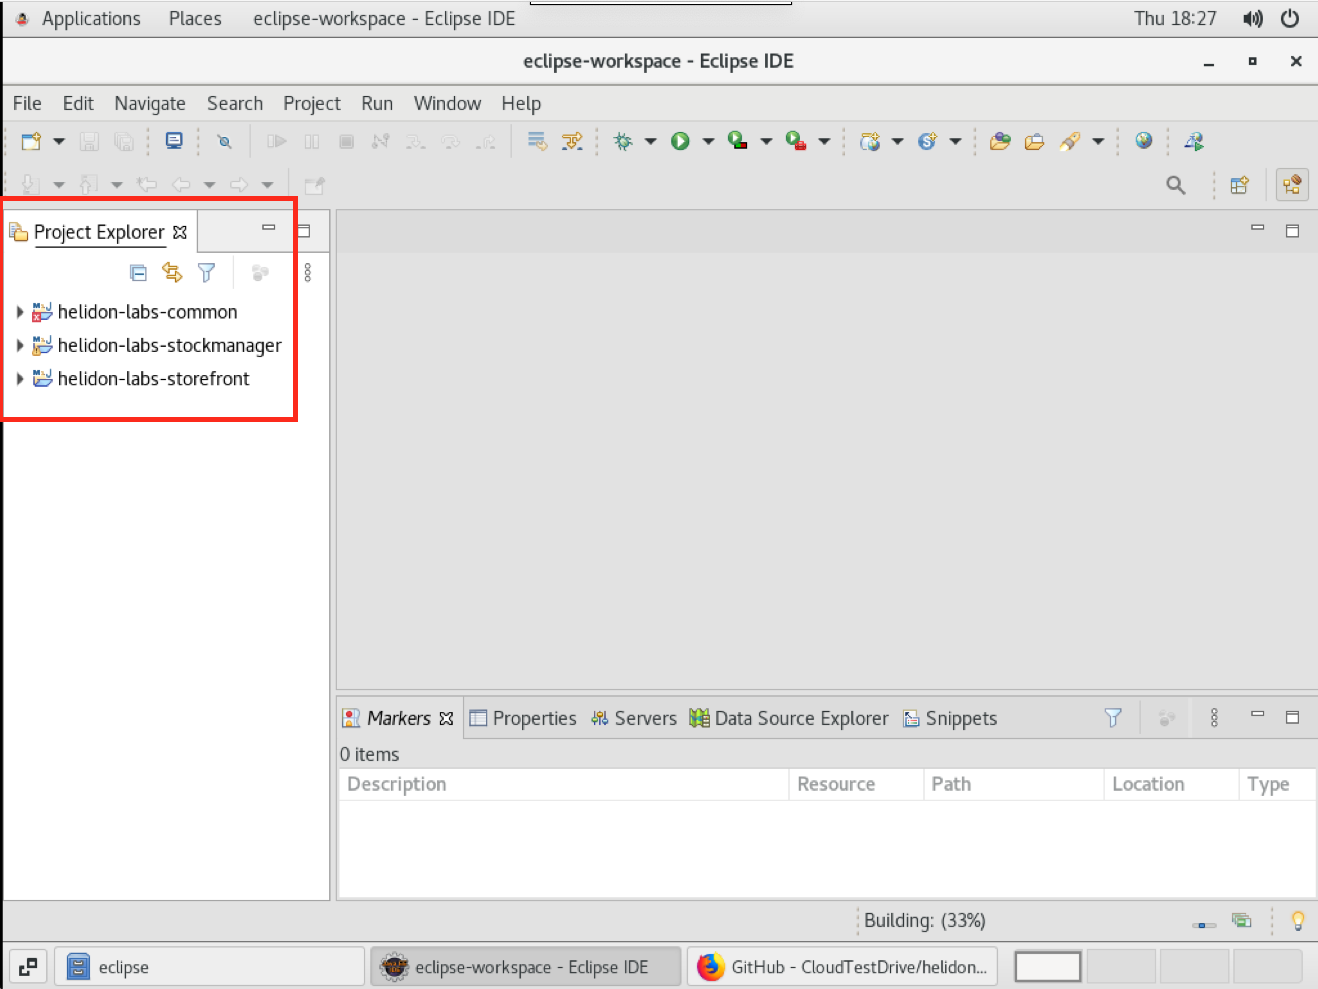 Applications Places eclipse-workspace - Eclipse IDE Thu 18:27
eclipse-workspace - Eclipse IDE
File Edit Navigate Search Project Run Window Help
Project Explorer
helidon-labs-common
helidon-labs-stockmanager
helidon-labs-storefront
Markers Properties Servers Data Source Explorer Snippets
0 items
Description Resource Path Location Type
Building: (33%)
eclipse eclipse-workspace - Eclipse IDE GitHub - CloudTestDrive/helidon...